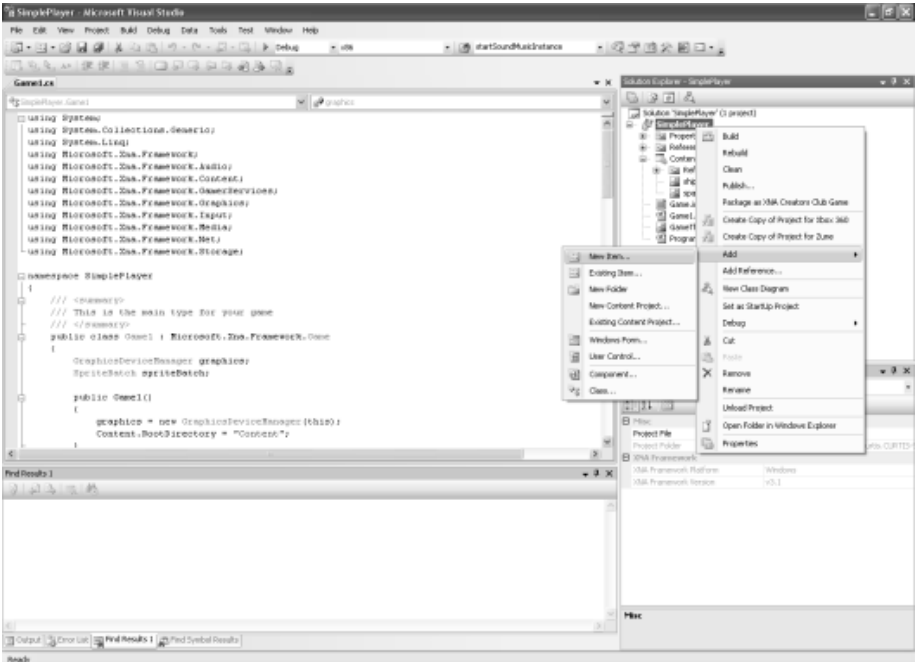 SimplePlayer - Microsoft Visual Studio
File Edit View Project Build Debug Data Tools Test Window Help
Debug x86 startSoundMusicInstance
Game1.cs
SimplePlayer.Game1 graphics
using System;
using System.Collections.Generic;
using System.Linq;
using Microsoft.Xna.Framework;
using Microsoft.Xna.Framework.Audio;
using Microsoft.Xna.Framework.Content;
using Microsoft.Xna.Framework.GamerServices;
using Microsoft.Xna.Framework.Graphics;
using Microsoft.Xna.Framework.Input;
using Microsoft.Xna.Framework.Media;
using Microsoft.Xna.Framework.Net;
using Microsoft.Xna.Framework.Storage;
namespace SimplePlayer
{
/// <summary>
/// This is the main type for your game
/// </summary>
public class Game1 : Microsoft.Xna.Framework.Game
{
GraphicsDeviceManager graphics;
SpriteBatch spriteBatch;
public Game1()
{
graphics = new GraphicsDeviceManager(this);
Content.RootDirectory = "Content";
}
Solution Explorer - SimplePlayer
Solution 'SimplePlayer' (1 project)
SimplePlayer
Propert
Refere
Conten
Ref
ship
spa
Game.i
Game1.
GameT
Program
Build
Rebuild
Clean
Publish...
Package as XNA Creators Club Game
Create Copy of Project for Xbox 360
Create Copy of Project for Zune
Add
Add Reference...
View Class Diagram
Set as StartUp Project
Debug
Cut
Paste
Remove
Rename
Unload Project
Open Folder in Windows Explorer
Properties
New Item...
Existing Item...
New Folder
New Content Project...
Existing Content Project...
Windows Form...
User Control...
Component...
Class...
Misc
Project File
Project Folder
XNA Framework
XNA Framework Platform Windows
XNA Framework Version v3.1
Misc
Find Results 1
Output Error List Find Results 1 Find Symbol Results
Ready